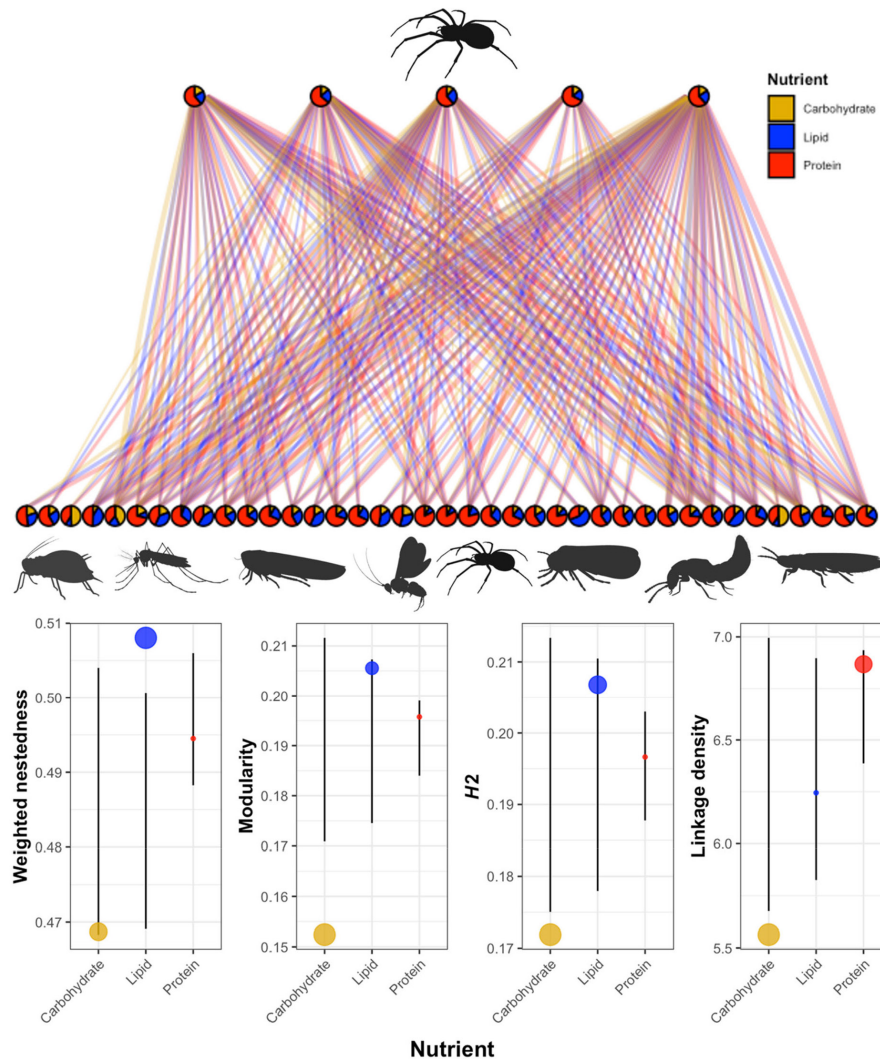 Nutrient
Carbohydrate
Lipid
Protein
Weighted nestedness
0.51
0.50
0.49
0.48
0.47
Carbohydrate
Lipid
Protein
Modularity
0.21
0.20
0.19
0.18
0.17
0.16
0.15
Carbohydrate
Lipid
Protein
H2
0.21
0.20
0.19
0.18
0.17
Carbohydrate
Lipid
Protein
Linkage density
7.0
6.5
6.0
5.5
Carbohydrate
Lipid
Protein
Nutrient